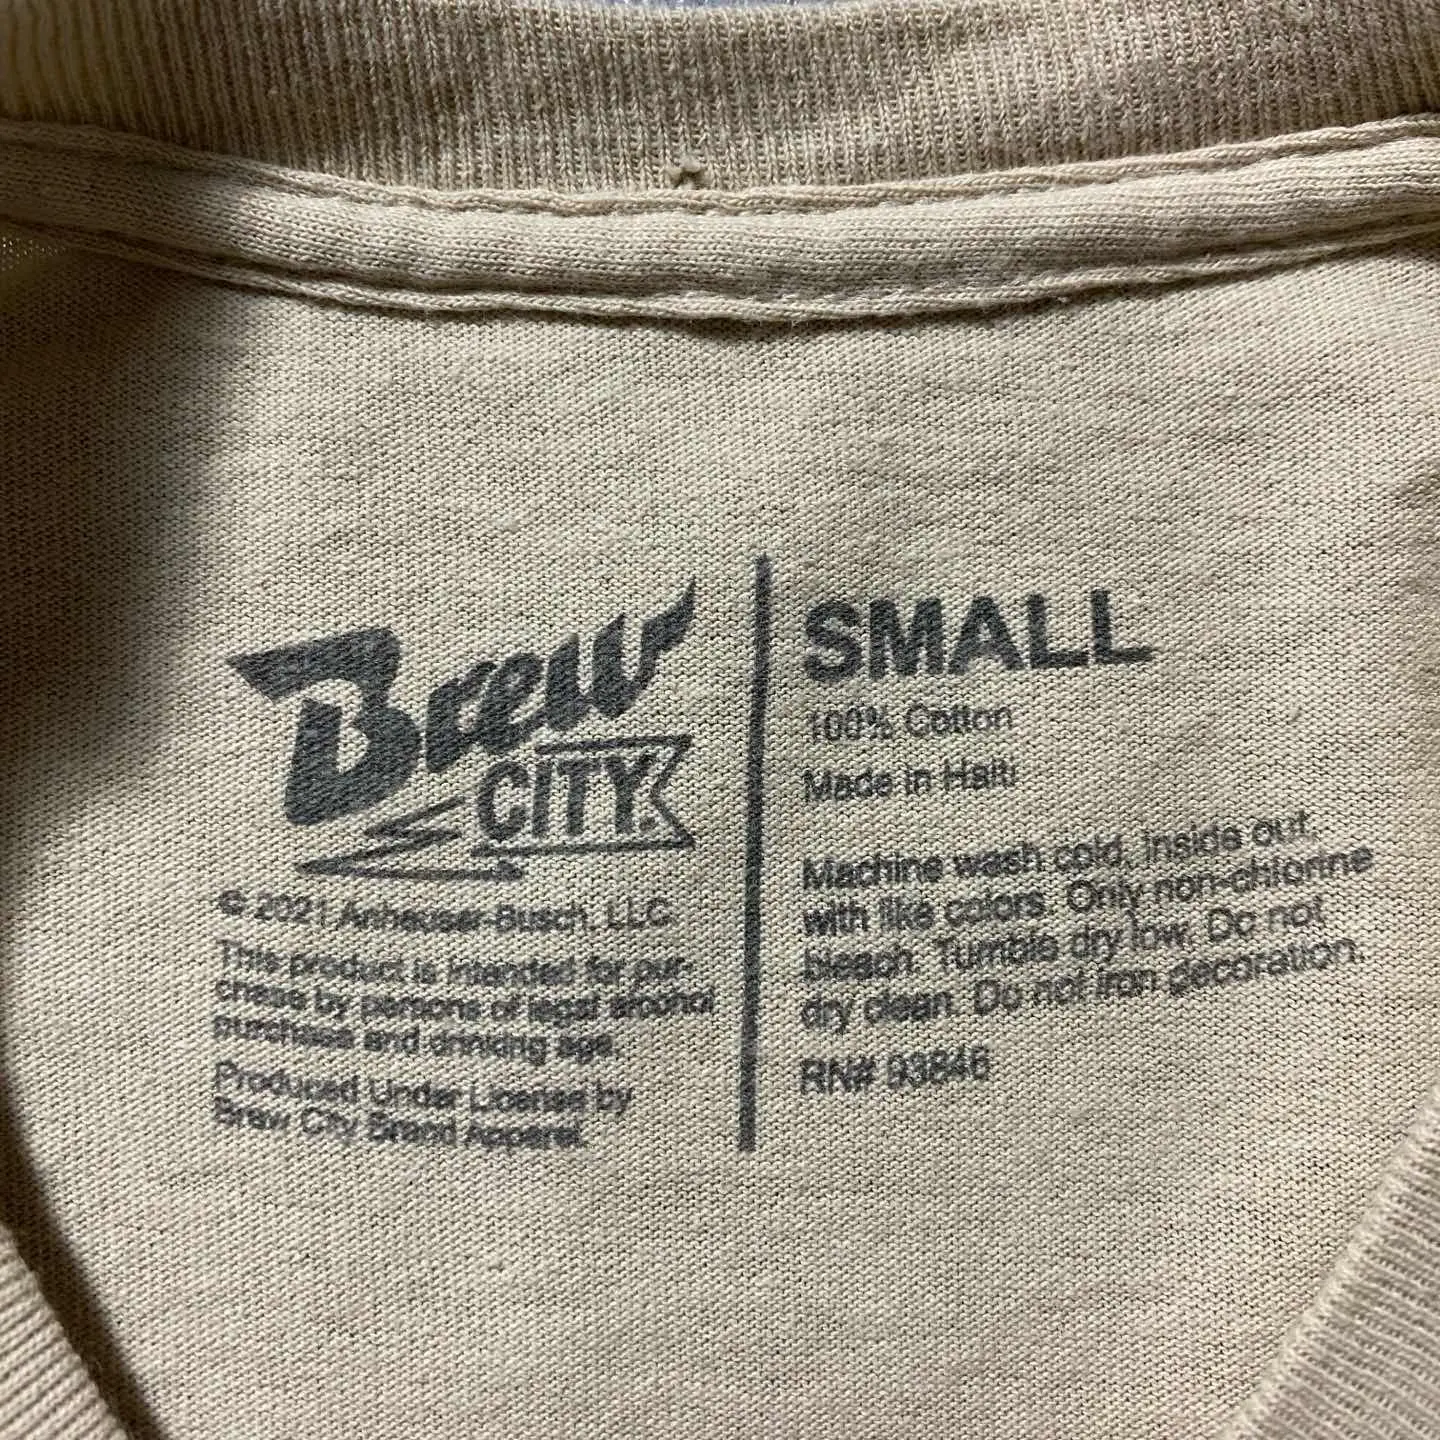 Brew
CITY.
© 2021 Anheuser-Busch, LLC.
This product is intended for pur-
chase by persons of legal alcohol
purchase and drinking age.
Produced Under License by
Brew City Brand Apparel.
SMALL
100% Cotton
Made in Haiti
Machine wash cold, inside out,
with like colors. Only non-chlorine
bleach. Tumble dry low. Do not
dry clean. Do not iron decoration.
RN# 93846